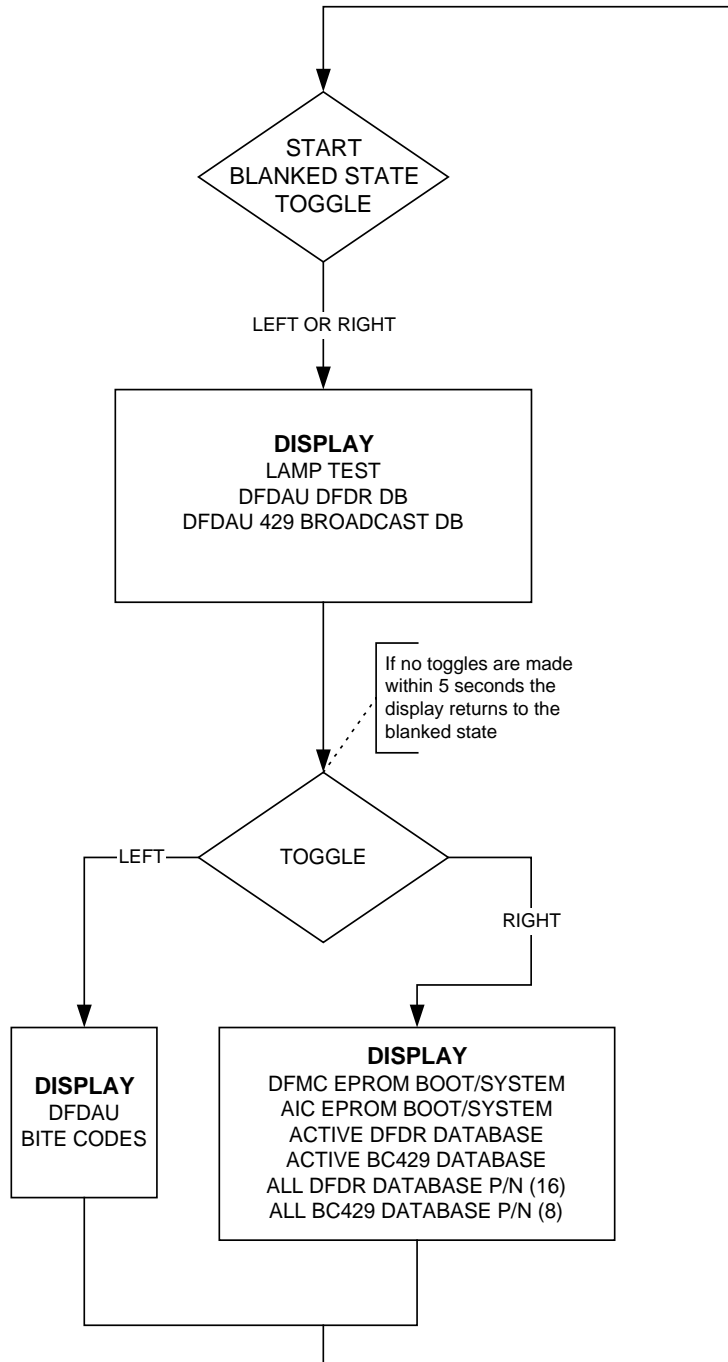 START
BLANKED STATE
TOGGLE
LEFT OR RIGHT
DISPLAY
LAMP TEST
DFDAU DFDR DB
DFDAU 429 BROADCAST DB
If no toggles are made
within 5 seconds the
display returns to the
blanked state
TOGGLE
LEFT
RIGHT
DISPLAY
DFDAU
BITE CODES
DISPLAY
DFMC EPROM BOOT/SYSTEM
AIC EPROM BOOT/SYSTEM
ACTIVE DFDR DATABASE
ACTIVE BC429 DATABASE
ALL DFDR DATABASE P/N (16)
ALL BC429 DATABASE P/N (8)